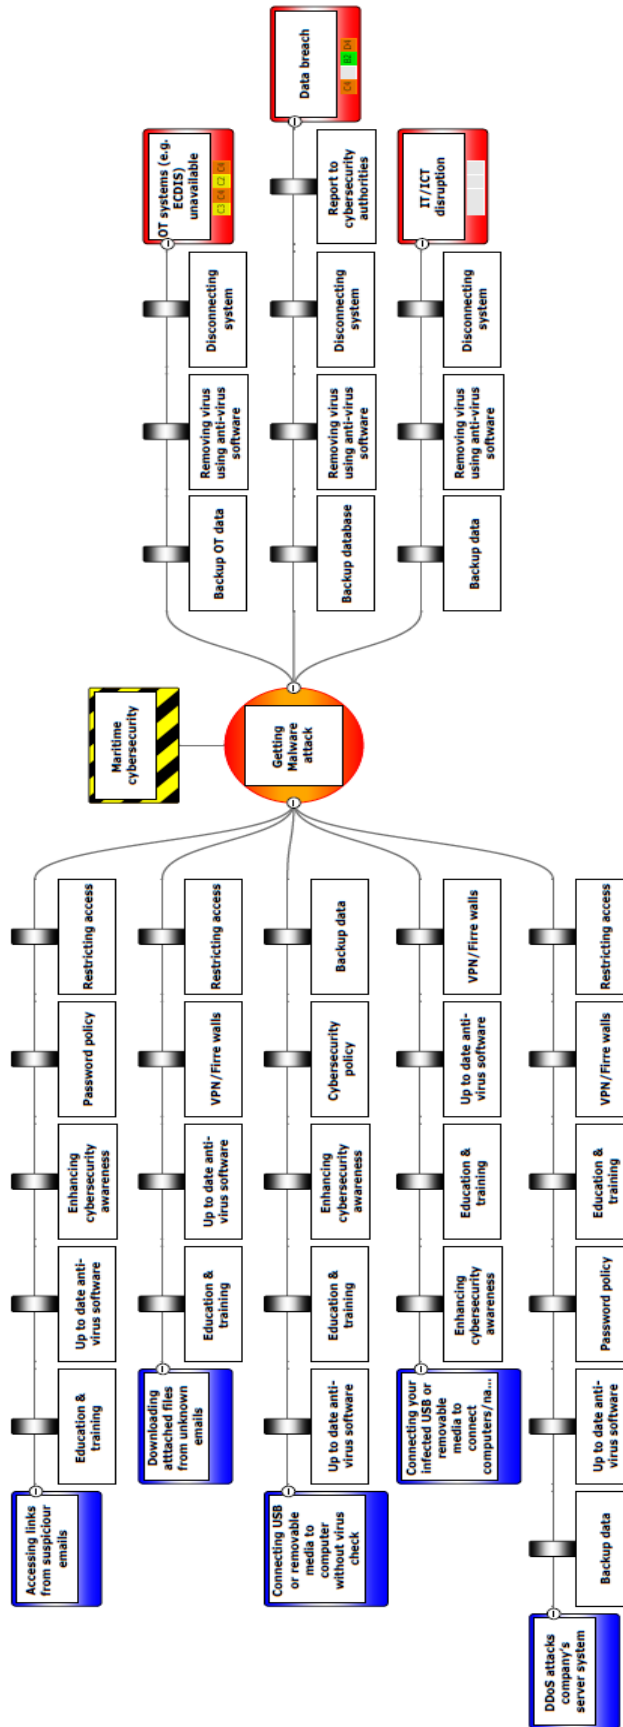 Accessing links
from suspiciour
emails
Education &
training
Up to date anti-
virus software
Enhancing
cybersecurity
awareness
Password policy
Restricting access
Downloading
atttached files
from unknown
emails
Education &
training
Up to date anti-
virus software
VPN/Firre walls
Restricting access
Connecting USB
or removable
media to
computer
without virus
check
Up to date anti-
virus software
Education &
training
Enhancing
cybersecurity
awareness
Cybersecurity
policy
Backup data
Connecting your
infected USB or
removable
media to
connect
computers/na...
Enhancing
cybersecurity
awareness
Education &
training
Up to date anti-
virus software
VPN/Firre walls
DDoS attacks
company's
server system
Backup data
Up to date anti-
virus software
Password policy
Education &
training
VPN/Firre walls
Restricting access
Maritime
cybersecurity
Getting
Malware
attack
Backup OT data
Removing virus
using anti-virus
software
Disconnecting
system
OT systems (e.g.
ECDIS)
unavailable
C3 C4 C2 C4
Backup database
Removing virus
using anti-virus
software
Disconnecting
system
Report to
cybersecurity
authorities
Data breach
C4 B2 D4
Backup data
Removing virus
using anti-virus
software
Disconnecting
system
IT/ICT
disruption